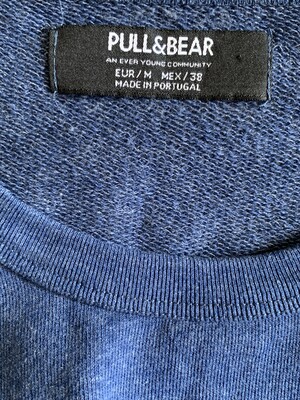 PULL&BEAR
AN EVER YOUNG COMMUNITY
EUR/M MEX/38
MADE IN PORTUGAL